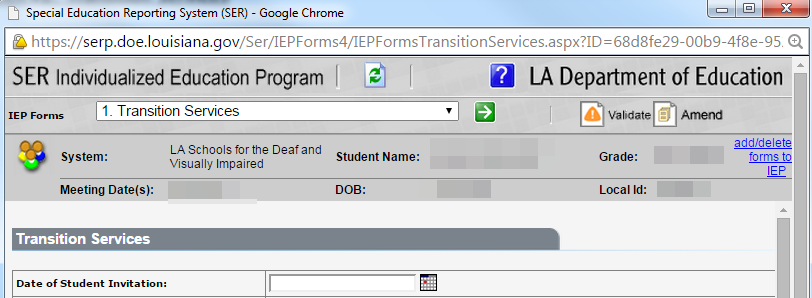 Special Education Reporting System (SER) - Google Chrome
https://serp.doe.louisiana.gov/Ser/IEPForms4/IEPFormsTransitionServices.aspx?ID=68d8fe29-00b9-4f8e-95
SER Individualized Education Program | ? LA Department of Education
IEP Forms 1. Transition Services Validate Amend
System: LA Schools for the Deaf and Visually Impaired Student Name: Grade: add/delete forms to IEP
Meeting Date(s): DOB: Local Id:
Transition Services
Date of Student Invitation: